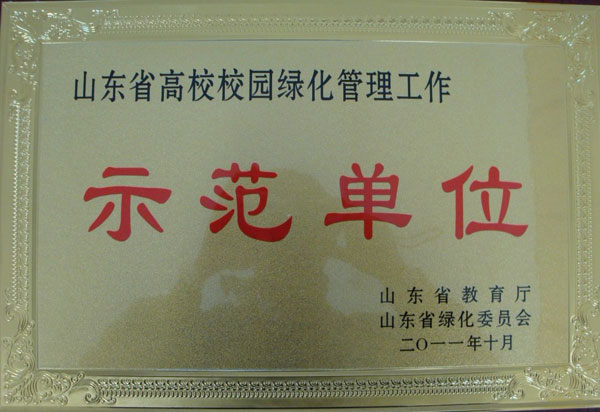 山东省高校校园绿化管理工作
示范单位
山东省教育厅
山东省绿化委员会
二〇一一年十月